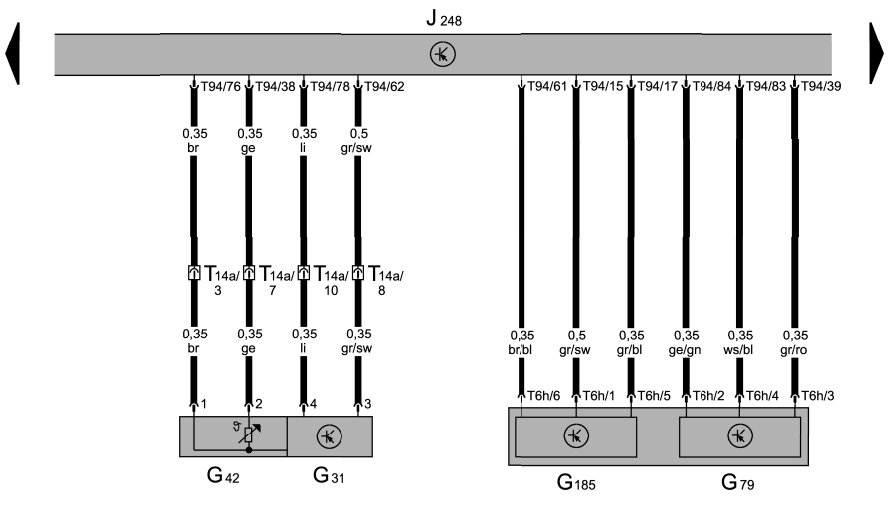 J 248
T94/76 T94/38 T94/78 T94/62 T94/61 T94/15 T94/17 T94/84 T94/83 T94/39
0,35 0,35 0,35 0,5
br ge li gr/sw
T14a/ T14a/ T14a/ T14a/
3 7 10 8
0,35 0,35 0,35 0,35 0,35 0,5 0,35 0,35 0,35 0,35
br ge li gr/sw br/bl gr/sw gr/bl ge/gn ws/bl gr/ro
1 2 4 3 T6h/6 T6h/1 T6h/5 T6h/2 T6h/4 T6h/3
ϑ
G 42 G 31 G 185 G 79